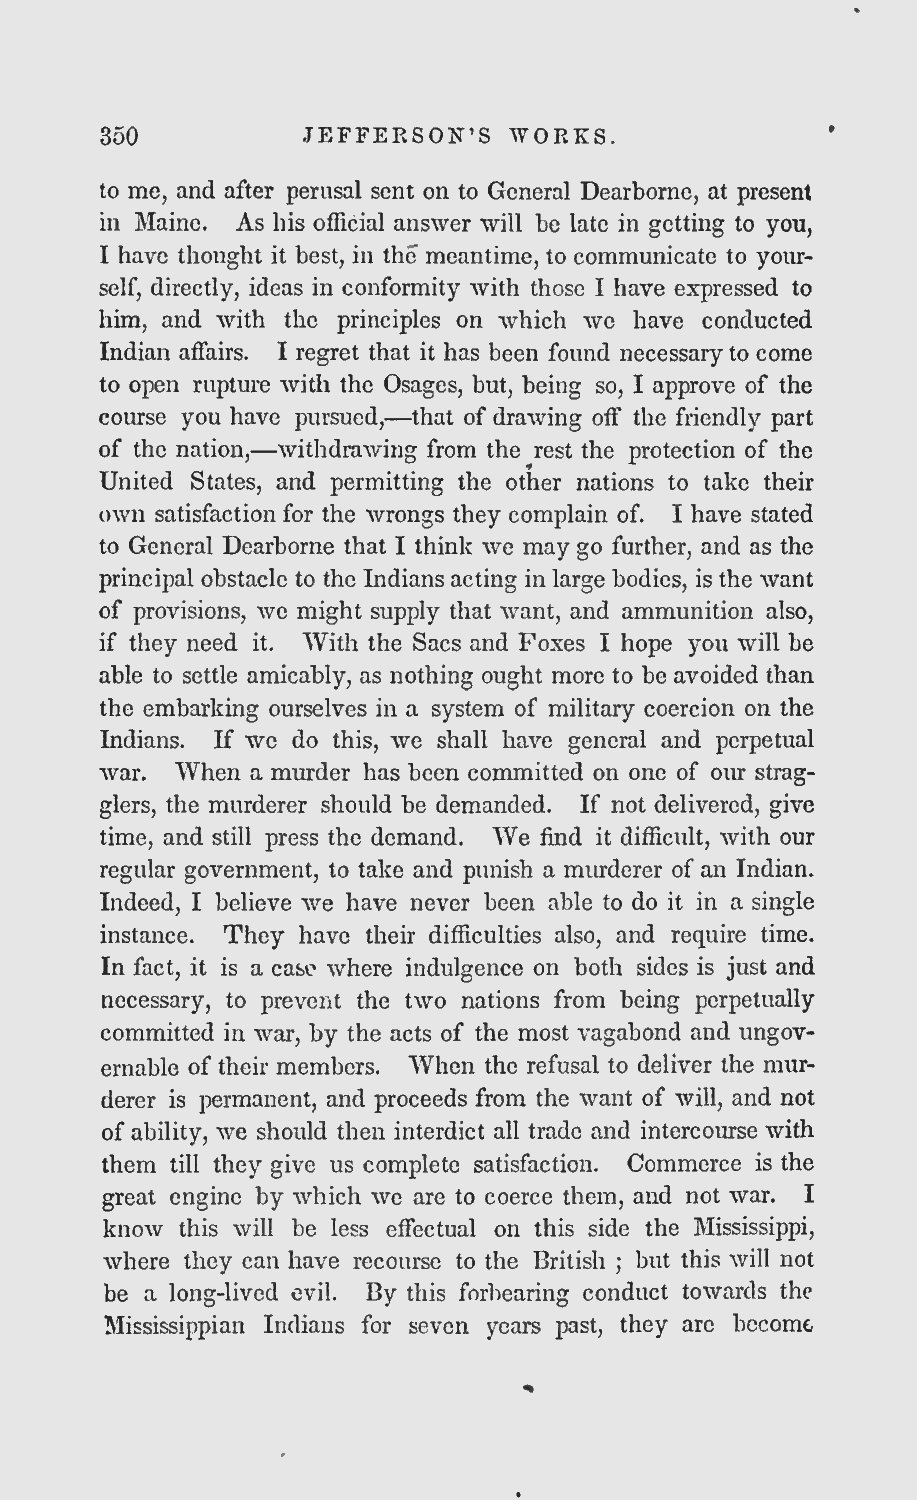 350 JEFFERSON'S WORKS.
to me, and after perusal sent on to General Dearborne, at present
in Maine. As his official answer will be late in getting to you,
I have thought it best, in the meantime, to communicate to your-
self, directly, ideas in conformity with those I have expressed to
him, and with the principles on which we have conducted
Indian affairs. I regret that it has been found necessary to come
to open rupture with the Osages, but, being so, I approve of the
course you have pursued,—that of drawing off the friendly part
of the nation,—withdrawing from the rest the protection of the
United States, and permitting the other nations to take their
own satisfaction for the wrongs they complain of. I have stated
to General Dearborne that I think we may go further, and as the
principal obstacle to the Indians acting in large bodies, is the want
of provisions, we might supply that want, and ammunition also,
if they need it. With the Sacs and Foxes I hope you will be
able to settle amicably, as nothing ought more to be avoided than
the embarking ourselves in a system of military coercion on the
Indians. If we do this, we shall have general and perpetual
war. When a murder has been committed on one of our strag-
glers, the murderer should be demanded. If not delivered, give
time, and still press the demand. We find it difficult, with our
regular government, to take and punish a murderer of an Indian.
Indeed, I believe we have never been able to do it in a single
instance. They have their difficulties also, and require time.
In fact, it is a case where indulgence on both sides is just and
necessary, to prevent the two nations from being perpetually
committed in war, by the acts of the most vagabond and ungov-
ernable of their members. When the refusal to deliver the mur-
derer is permanent, and proceeds from the want of will, and not
of ability, we should then interdict all trade and intercourse with
them till they give us complete satisfaction. Commerce is the
great engine by which we are to coerce them, and not war. I
know this will be less effectual on this side the Mississippi,
where they can have recourse to the British ; but this will not
be a long-lived evil. By this forbearing conduct towards the
Mississippian Indians for seven years past, they are become